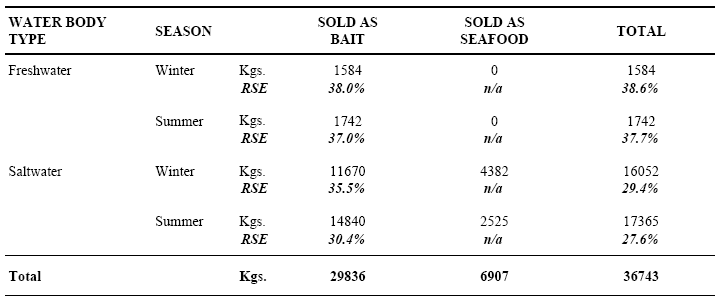 WATER BODY TYPE SEASON SOLD AS BAIT SOLD AS SEAFOOD TOTAL
Freshwater Winter Kgs. 1584 0 1584
RSE 38.0% n/a 38.6%
Summer Kgs. 1742 0 1742
RSE 37.0% n/a 37.7%
Saltwater Winter Kgs. 11670 4382 16052
RSE 35.5% n/a 29.4%
Summer Kgs. 14840 2525 17365
RSE 30.4% n/a 27.6%
Total Kgs. 29836 6907 36743